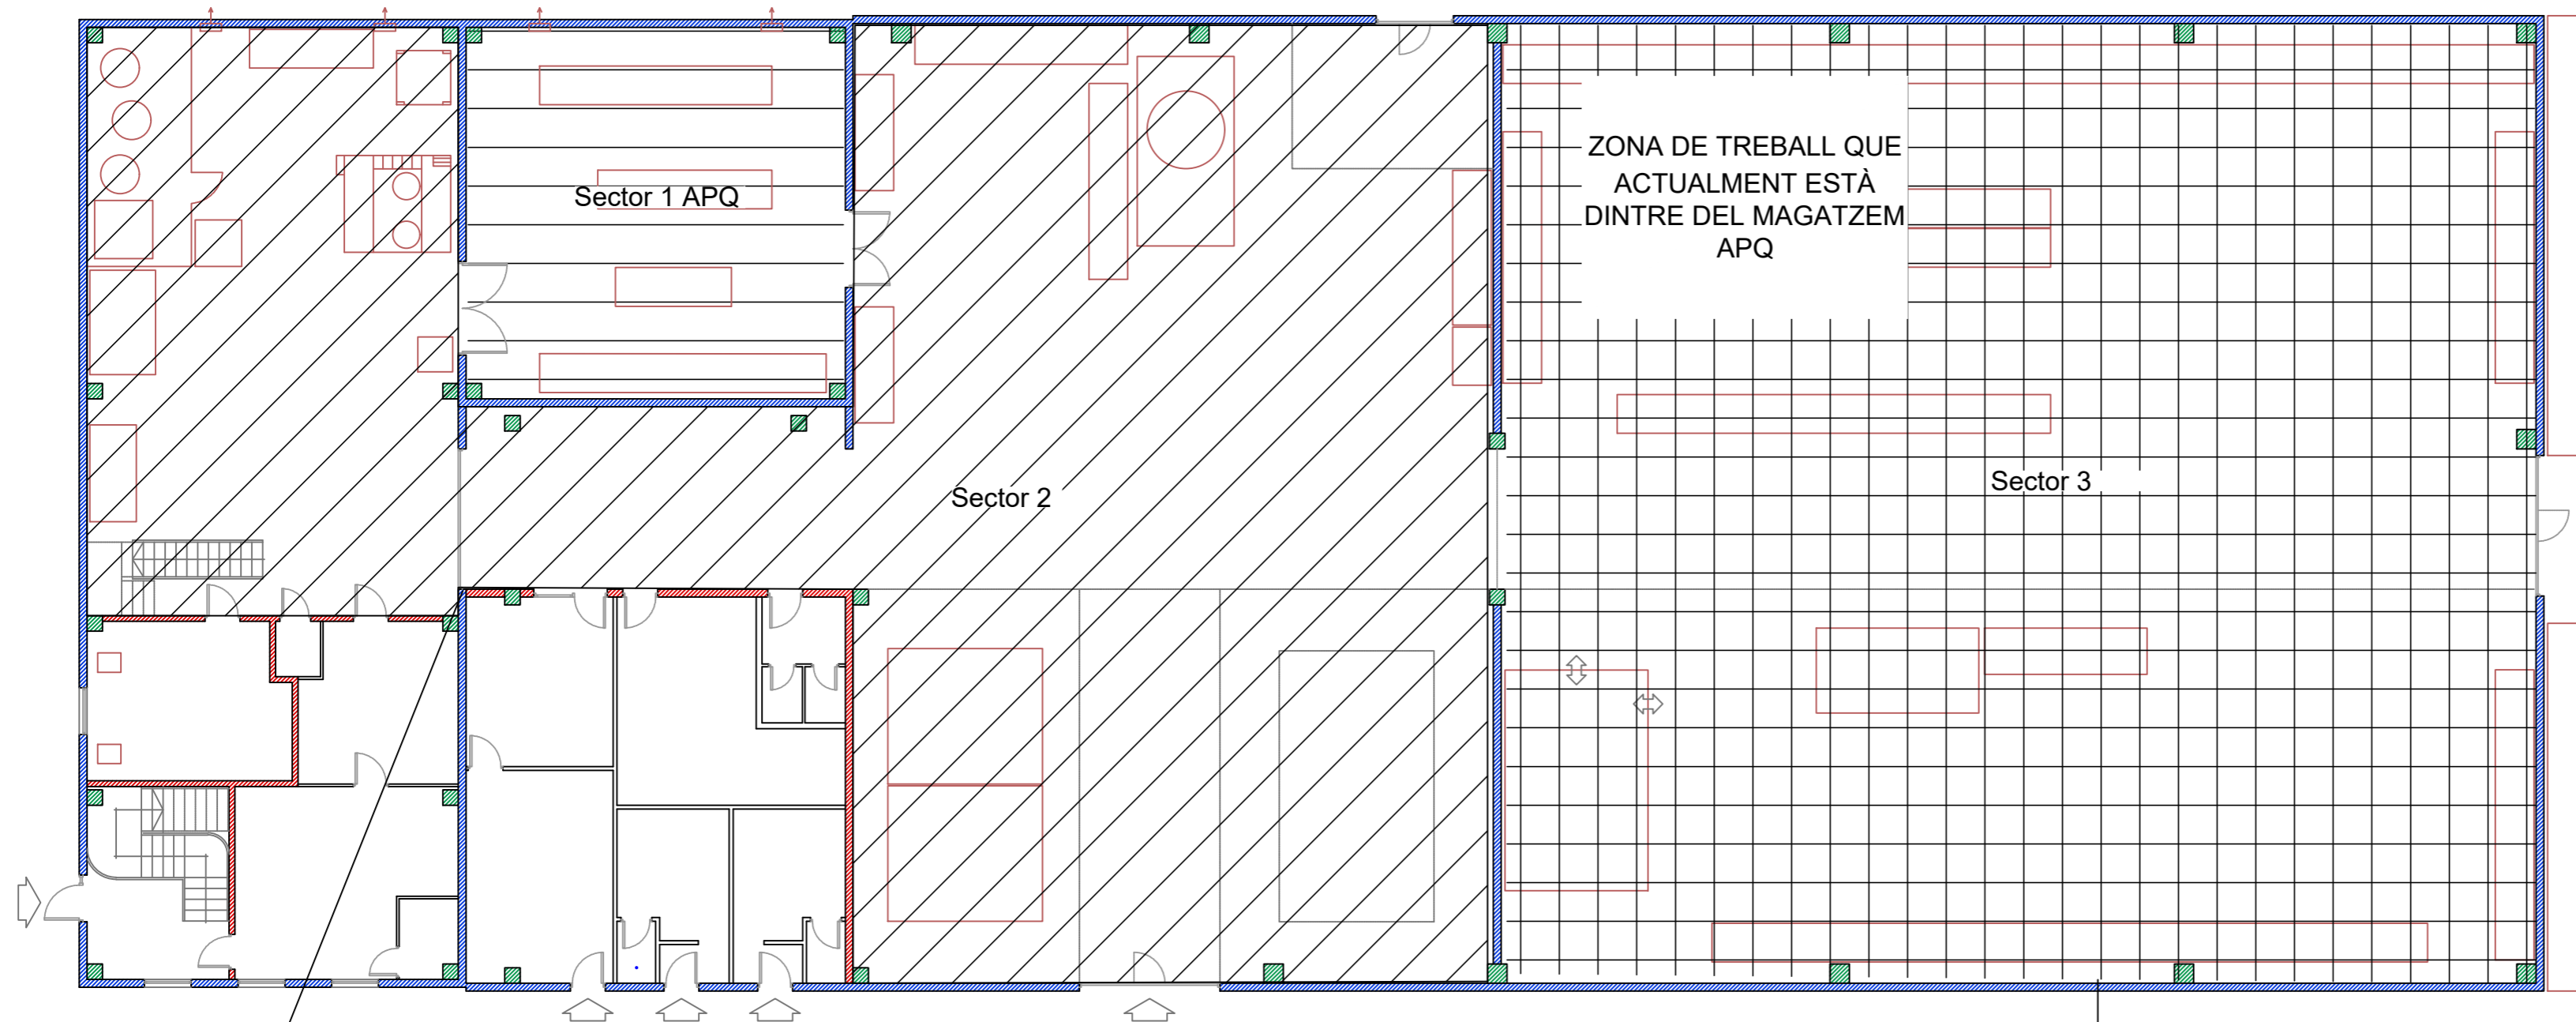 Sector 1 APQ
ZONA DE TREBALL QUE
ACTUALMENT ESTÀ
DINTRE DEL MAGATZEM
APQ
Sector 2
Sector 3